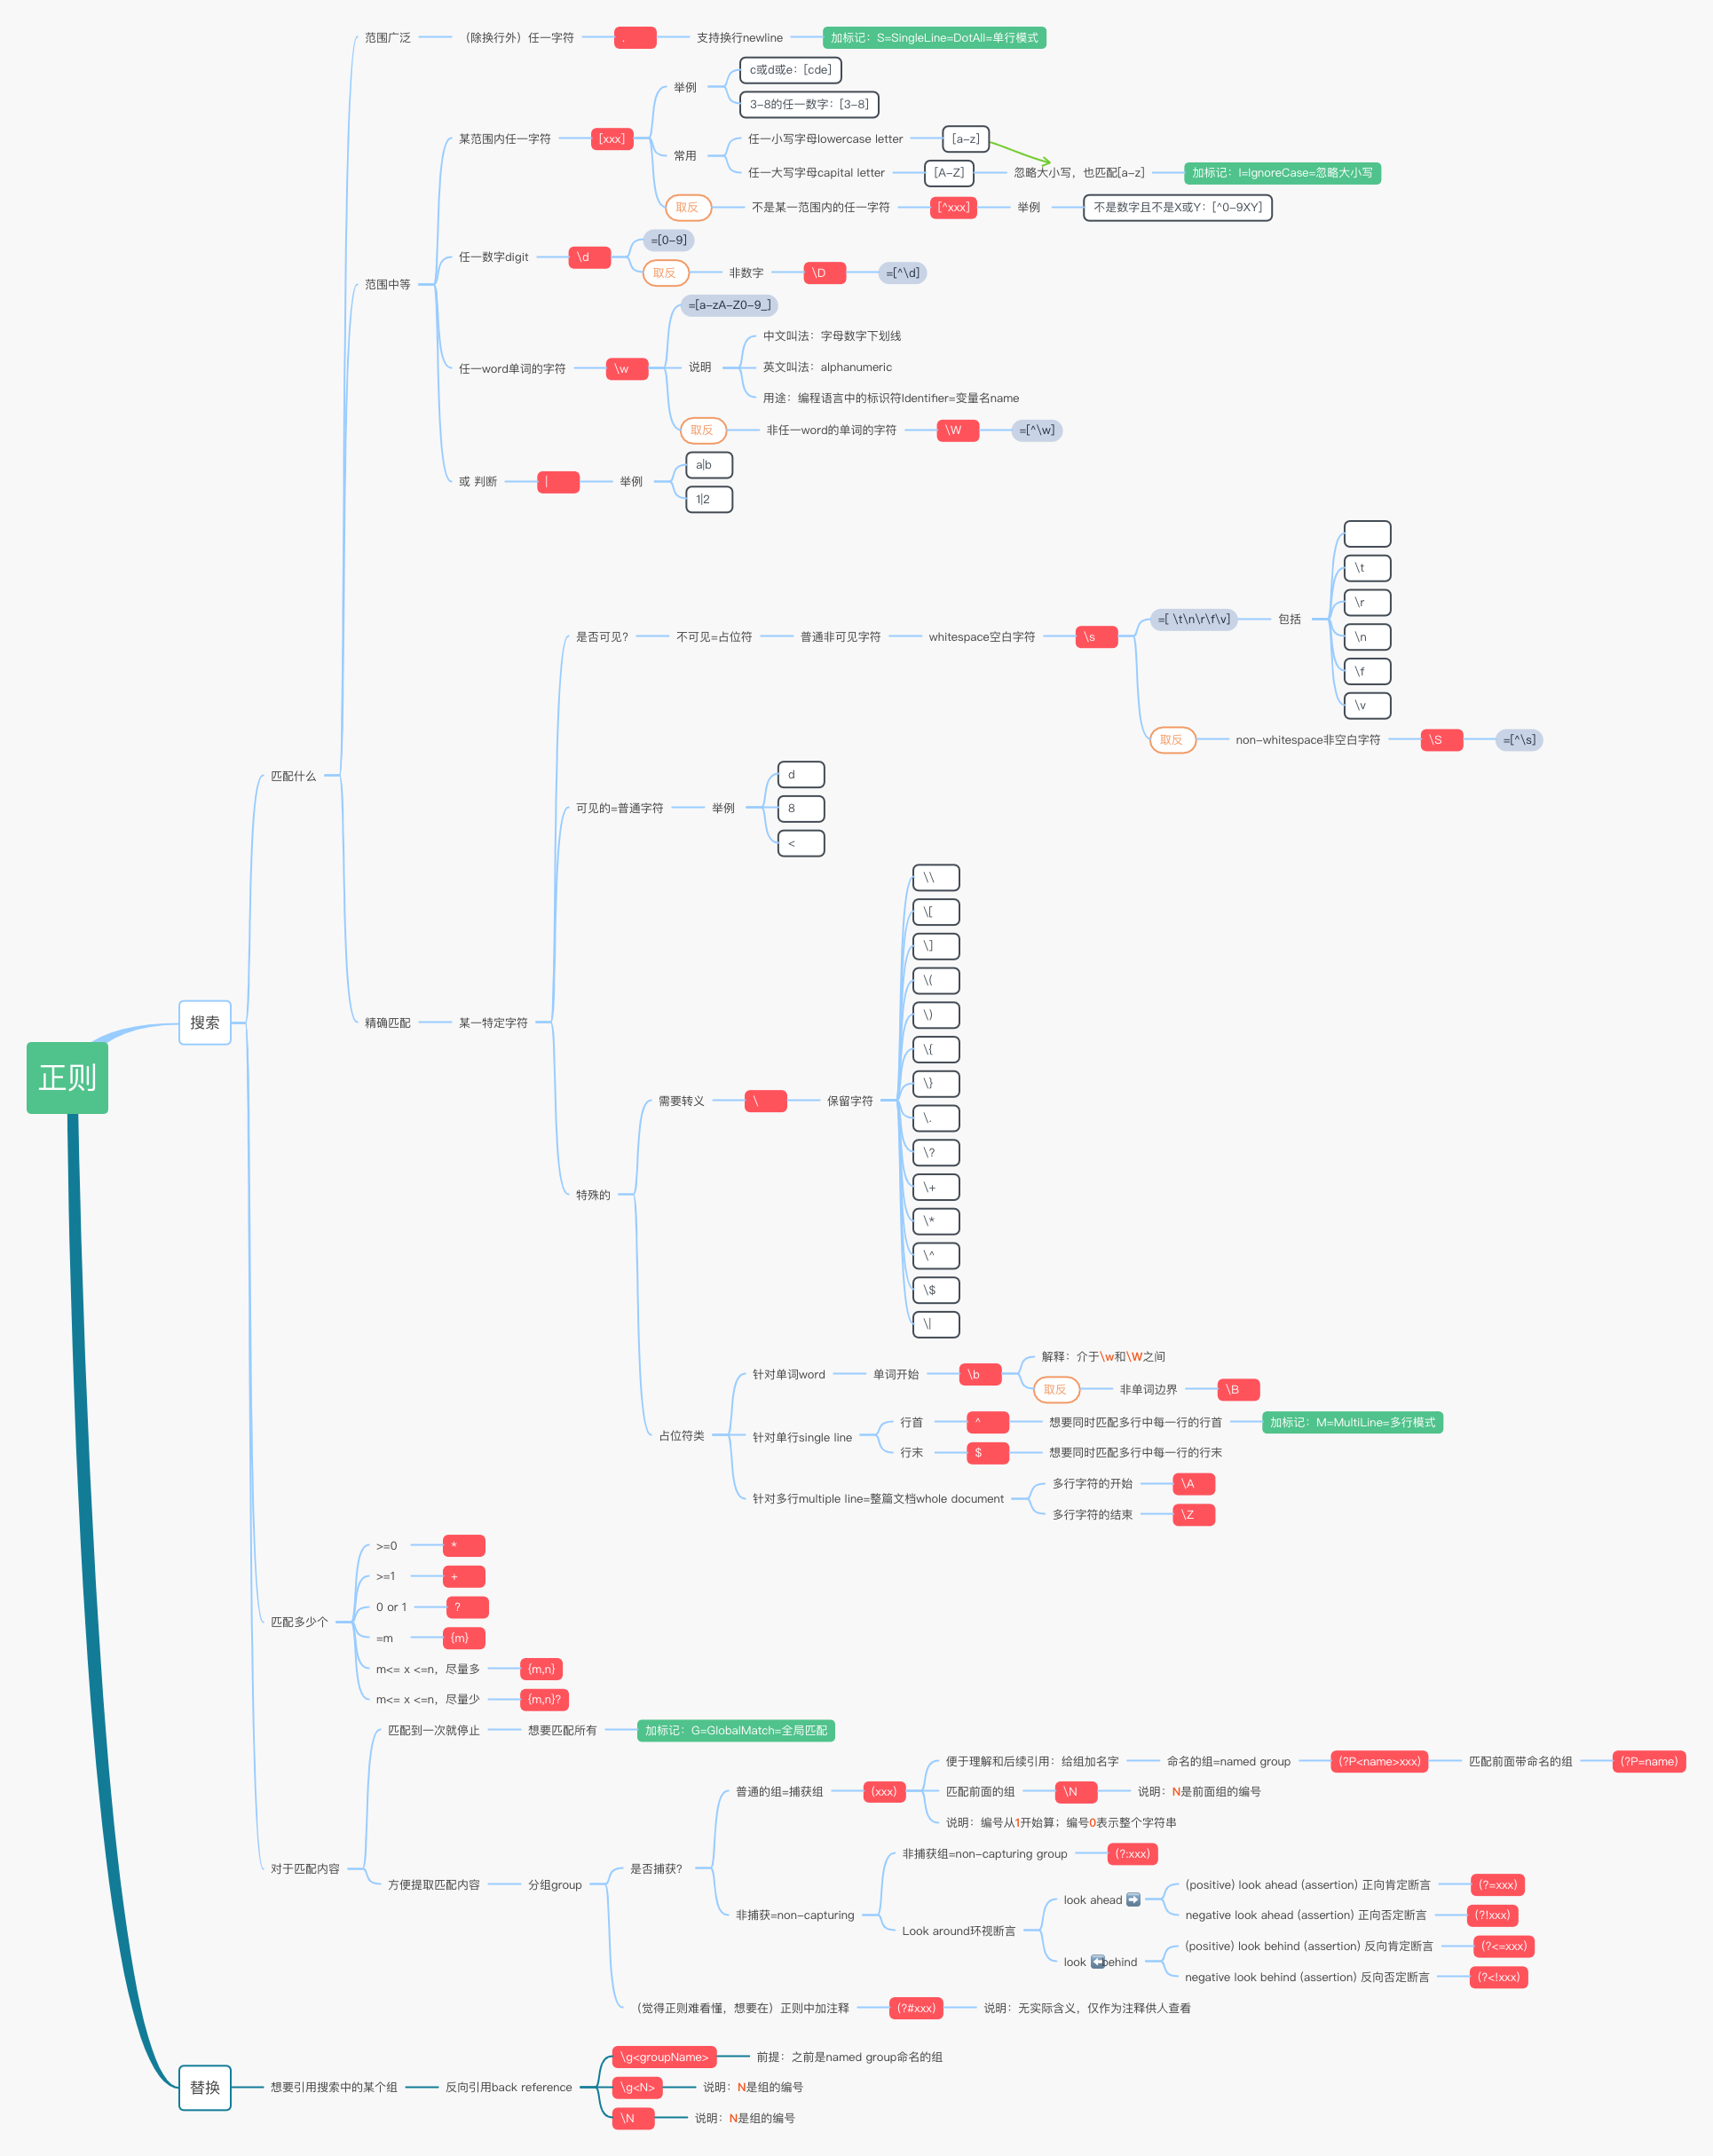 正则
搜索
匹配什么
范围广泛
（除换行外）任一字符
.
支持换行newline
加标记：S=SingleLine=DotAll=单行模式
范围中等
某范围内任一字符
[xxx]
举例
c或d或e：[cde]
3-8的任一数字：[3-8]
常用
任一小写字母lowercase letter
[a-z]
任一大写字母capital letter
[A-Z]
忽略大小写，也匹配[a-z]
加标记：I=IgnoreCase=忽略大小写
取反
不是某一范围内的任一字符
[^xxx]
举例
不是数字且不是X或Y：[^0-9XY]
任一数字digit
\d
=[0-9]
取反
非数字
\D
=[^\d]
任一word单词的字符
\w
=[a-zA-Z0-9_]
说明
中文叫法：字母数字下划线
英文叫法：alphanumeric
用途：编程语言中的标识符Identifier=变量名name
取反
非任一word的单词的字符
\W
=[^\w]
或 判断
|
举例
a|b
1|2
精确匹配
某一特定字符
是否可见?
不可见=占位符
普通非可见字符
whitespace空白字符
\s
=[ \t\n\r\f\v]
包括
\t
\r
\n
\f
\v
取反
non-whitespace非空白字符
\S
=[^\s]
可见的=普通字符
举例
d
8
<
特殊的
需要转义
\
保留字符
\\
\[
\]
\(
\)
\{
\}
\.
\?
\+
\*
\^
\$
\|
占位符类
针对单词word
单词开始
\b
解释：介于\w和\W之间
取反
非单词边界
\B
针对单行single line
行首
^
想要同时匹配多行中每一行的行首
加标记：M=MultiLine=多行模式
行末
$
想要同时匹配多行中每一行的行末
针对多行multiple line=整篇文档whole document
多行字符的开始
\A
多行字符的结束
\Z
匹配多少个
>=0
*
>=1
+
0 or 1
?
=m
{m}
m<= x <=n，尽量多
{m,n}
m<= x <=n，尽量少
{m,n}?
对于匹配内容
匹配到一次就停止
想要匹配所有
加标记：G=GlobalMatch=全局匹配
方便提取匹配内容
分组group
是否捕获?
普通的组=捕获组
(xxx)
便于理解和后续引用：给组加名字
命名的组=named group
(?P<name>xxx)
匹配前面带命名的组
(?P=name)
匹配前面的组
\N
说明：N是前面组的编号
说明：编号从1开始算；编号0表示整个字符串
非捕获=non-capturing
非捕获组=non-capturing group
(?:xxx)
Look around环视断言
look ahead ➡️
(positive) look ahead (assertion) 正向肯定断言
(?=xxx)
negative look ahead (assertion) 正向否定断言
(?!xxx)
look ⬅️behind
(positive) look behind (assertion) 反向肯定断言
(?<=xxx)
negative look behind (assertion) 反向否定断言
(?<!xxx)
（觉得正则难看懂，想要在）正则中加注释
(?#xxx)
说明：无实际含义，仅作为注释供人查看
替换
想要引用搜索中的某个组
反向引用back reference
\g<groupName>
前提：之前是named group命名的组
\g<N>
说明：N是组的编号
\N
说明：N是组的编号